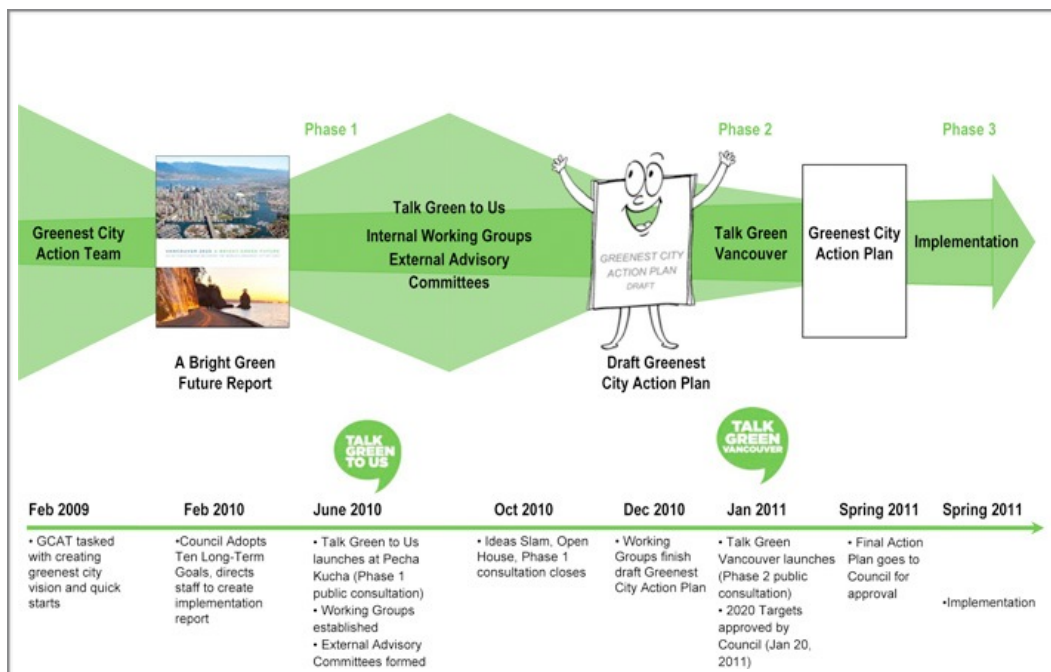 Phase 1
Phase 2
Phase 3
Greenest City
Action Team
VANCOUVER 2020 A BRIGHT GREEN FUTURE
Talk Green to Us
Internal Working Groups
External Advisory
Committees
GREENEST CITY
ACTION PLAN
DRAFT
Talk Green
Vancouver
Greenest City
Action Plan
Implementation
A Bright Green
Future Report
Draft Greenest
City Action Plan
TALK
GREEN
TO US
TALK
GREEN
VANCOUVER
Feb 2009
Feb 2010
June 2010
Oct 2010
Dec 2010
Jan 2011
Spring 2011
Spring 2011
• GCAT tasked
with creating
greenest city
vision and quick
starts
•Council Adopts
Ten Long-Term
Goals, directs
staff to create
implementation
report
• Talk Green to Us
launches at Pecha
Kucha (Phase 1
public consultation)
• Working Groups
established
• External Advisory
Committees formed
• Ideas Slam, Open
House, Phase 1
consultation closes
• Working
Groups finish
draft Greenest
City Action Plan
• Talk Green
Vancouver launches
(Phase 2 public
consultation)
• 2020 Targets
approved by
Council (Jan 20,
2011)
• Final Action
Plan goes to
Council for
approval
•Implementation